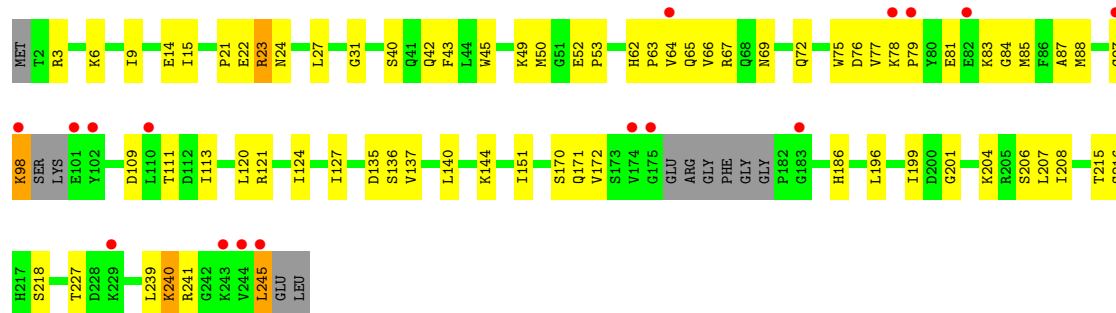 MET T2 R3 K6 I9 E14 I15 P21 E22 R23 N24 L27 G31 S40 Q41 Q42 F43 L44 W45 K49 M50 G51 E52 P53 H62 P63 V64 Q65 V66 R67 Q68 N69 Q72 W75 D76 V77 K78 P79 Y80 E81 E82 K83 G84 M85 F86 A87 M88
K98 SER LYS E101 Y102 D109 L110 T111 D112 I113 L120 R121 I124 I127 D135 S136 V137 L140 K144 I151 S170 Q171 V172 S173 V174 G175 GLU ARG GLY PHE GLY GLY P182 G183 H186 L196 I199 D200 G201 K204 R205 S206 L207 I208 T215
H217 S218 T227 D228 K229 L239 K240 R241 G242 K243 V244 L245 GLU LEU